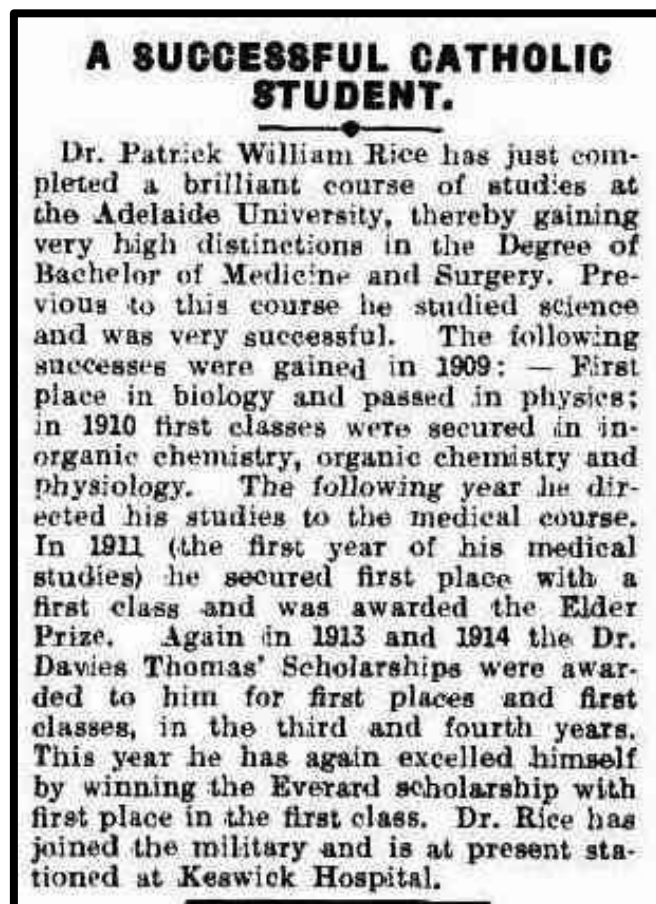 A SUCCESSFUL CATHOLIC
STUDENT.
Dr. Patrick William Rice has just com-
pleted a brilliant course of studies at
the Adelaide University, thereby gaining
very high distinctions in the Degree of
Bachelor of Medicine and Surgery. Pre-
vious to this course he studied science
and was very successful. The following
successes were gained in 1909: — First
place in biology and passed in physics;
in 1910 first classes were secured in in-
organic chemistry, organic chemistry and
physiology. The following year he dir-
ected his studies to the medical course.
In 1911 (the first year of his medical
studies) he secured first place with a
first class and was awarded the Elder
Prize. Again in 1913 and 1914 the Dr.
Davies Thomas' Scholarships were awar-
ded to him for first places and first
classes, in the third and fourth years.
This year he has again excelled himself
by winning the Everard scholarship with
first place in the first class. Dr. Rice has
joined the military and is at present sta-
tioned at Keswick Hospital.